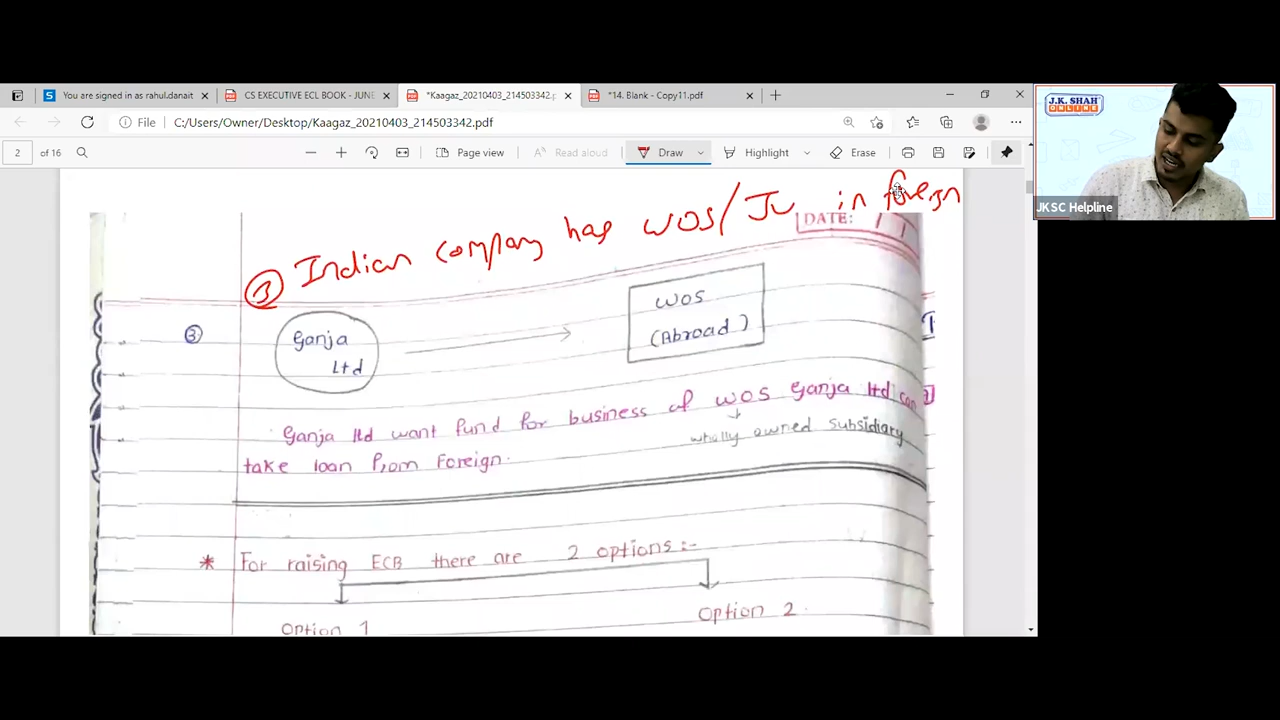 You are signed in as rahul.danait
CS EXECUTIVE ECL BOOK - JUNE
*Kaagaz_20210403_214503342.p
*14. Blank - Copy11.pdf
File
C:/Users/Owner/Desktop/Kaagaz_20210403_214503342.pdf
2 of 16
Page view
Read aloud
Draw
Highlight
Erase
J.K. SHAH
ONLINE
JKSC Helpline
③ Indian company has WOS/JV in foreign
DATE:
③
Ganja
Ltd
WOS
(Abroad)
Ganja ltd want fund for business of WOS Ganja ltd can
wholly owned subsidiary
take loan from Foreign.
* For raising ECB there are 2 options:-
Option 1
Option 2